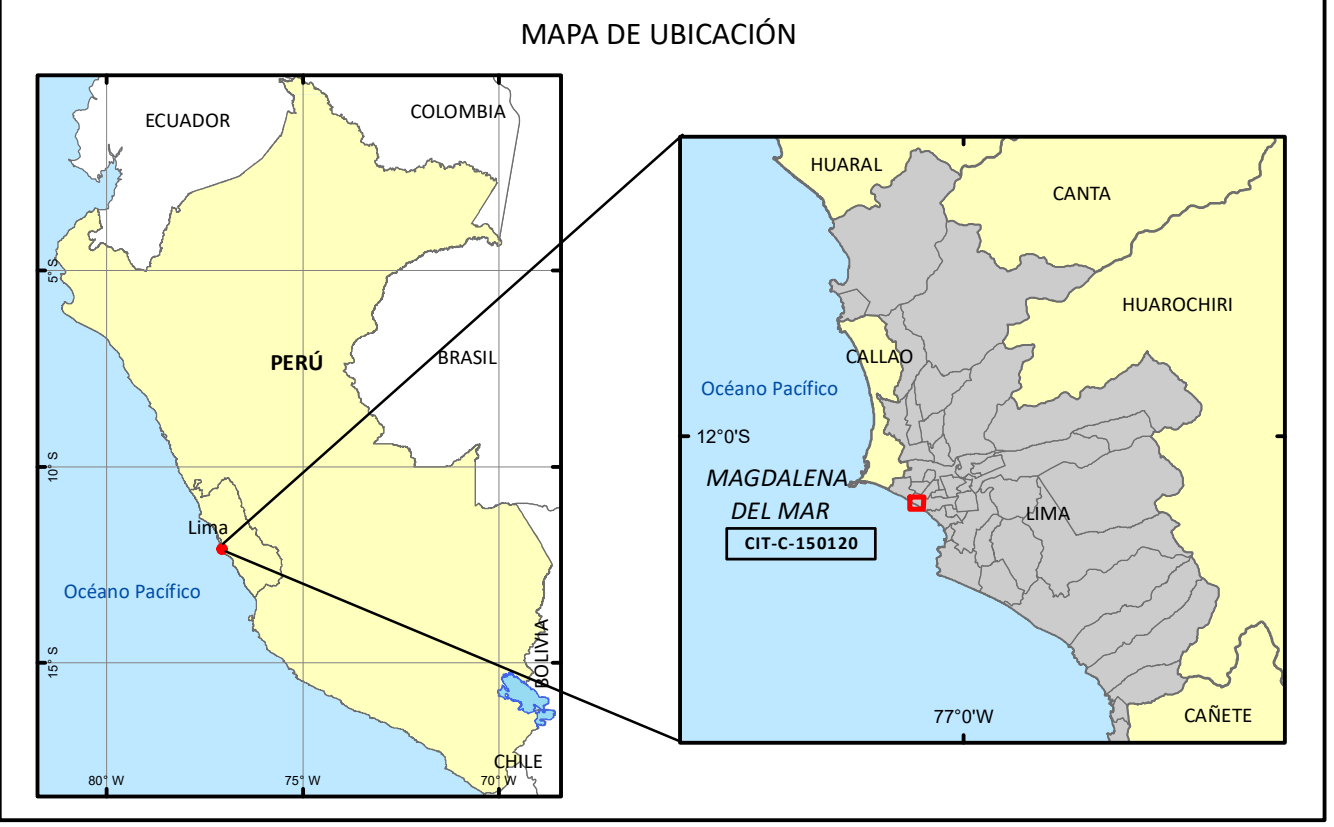 MAPA DE UBICACIÓN
ECUADOR
COLOMBIA
5° S
PERÚ
BRASIL
10° S
Lima
Océano Pacífico
BOLIVIA
15° S
CHILE
80° W
75° W
70° W
HUARAL
CANTA
HUAROCHIRI
CALLAO
Océano Pacífico
12°0'S
MAGDALENA
DEL MAR
LIMA
CIT-C-150120
77°0'W
CAÑETE